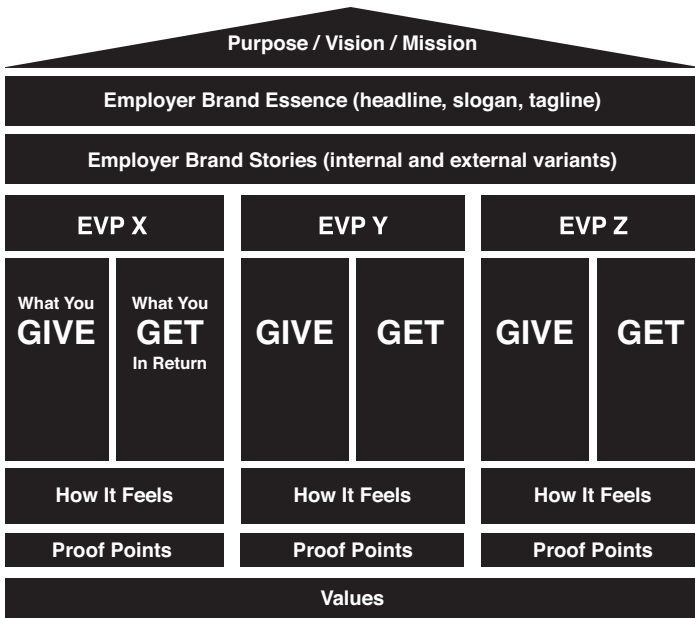 Purpose / Vision / Mission
Employer Brand Essence (headline, slogan, tagline)
Employer Brand Stories (internal and external variants)
EVP X
EVP Y
EVP Z
What You
GIVE
What You
GET
In Return
GIVE
GET
GIVE
GET
How It Feels
How It Feels
How It Feels
Proof Points
Proof Points
Proof Points
Values